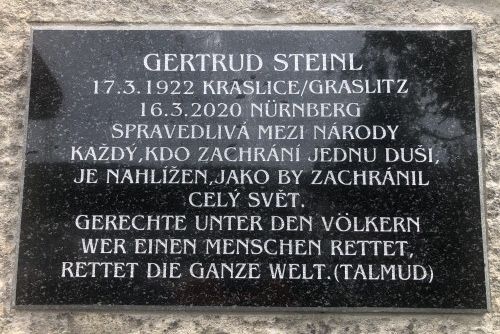 GERTRUD STEINL
17.3.1922 KRASLICE/GRASLITZ
16.3.2020 NÜRNBERG
SPRAVEDLIVÁ MEZI NÁRODY
KAŽDÝ,KDO ZACHRÁNÍ JEDNU DUŠI,
JE NAHLÍŽEN,JAKO BY ZACHRÁNIL
CELÝ SVĚT.
GERECHTE UNTER DEN VÖLKERN
WER EINEN MENSCHEN RETTET,
RETTET DIE GANZE WELT.(TALMUD)